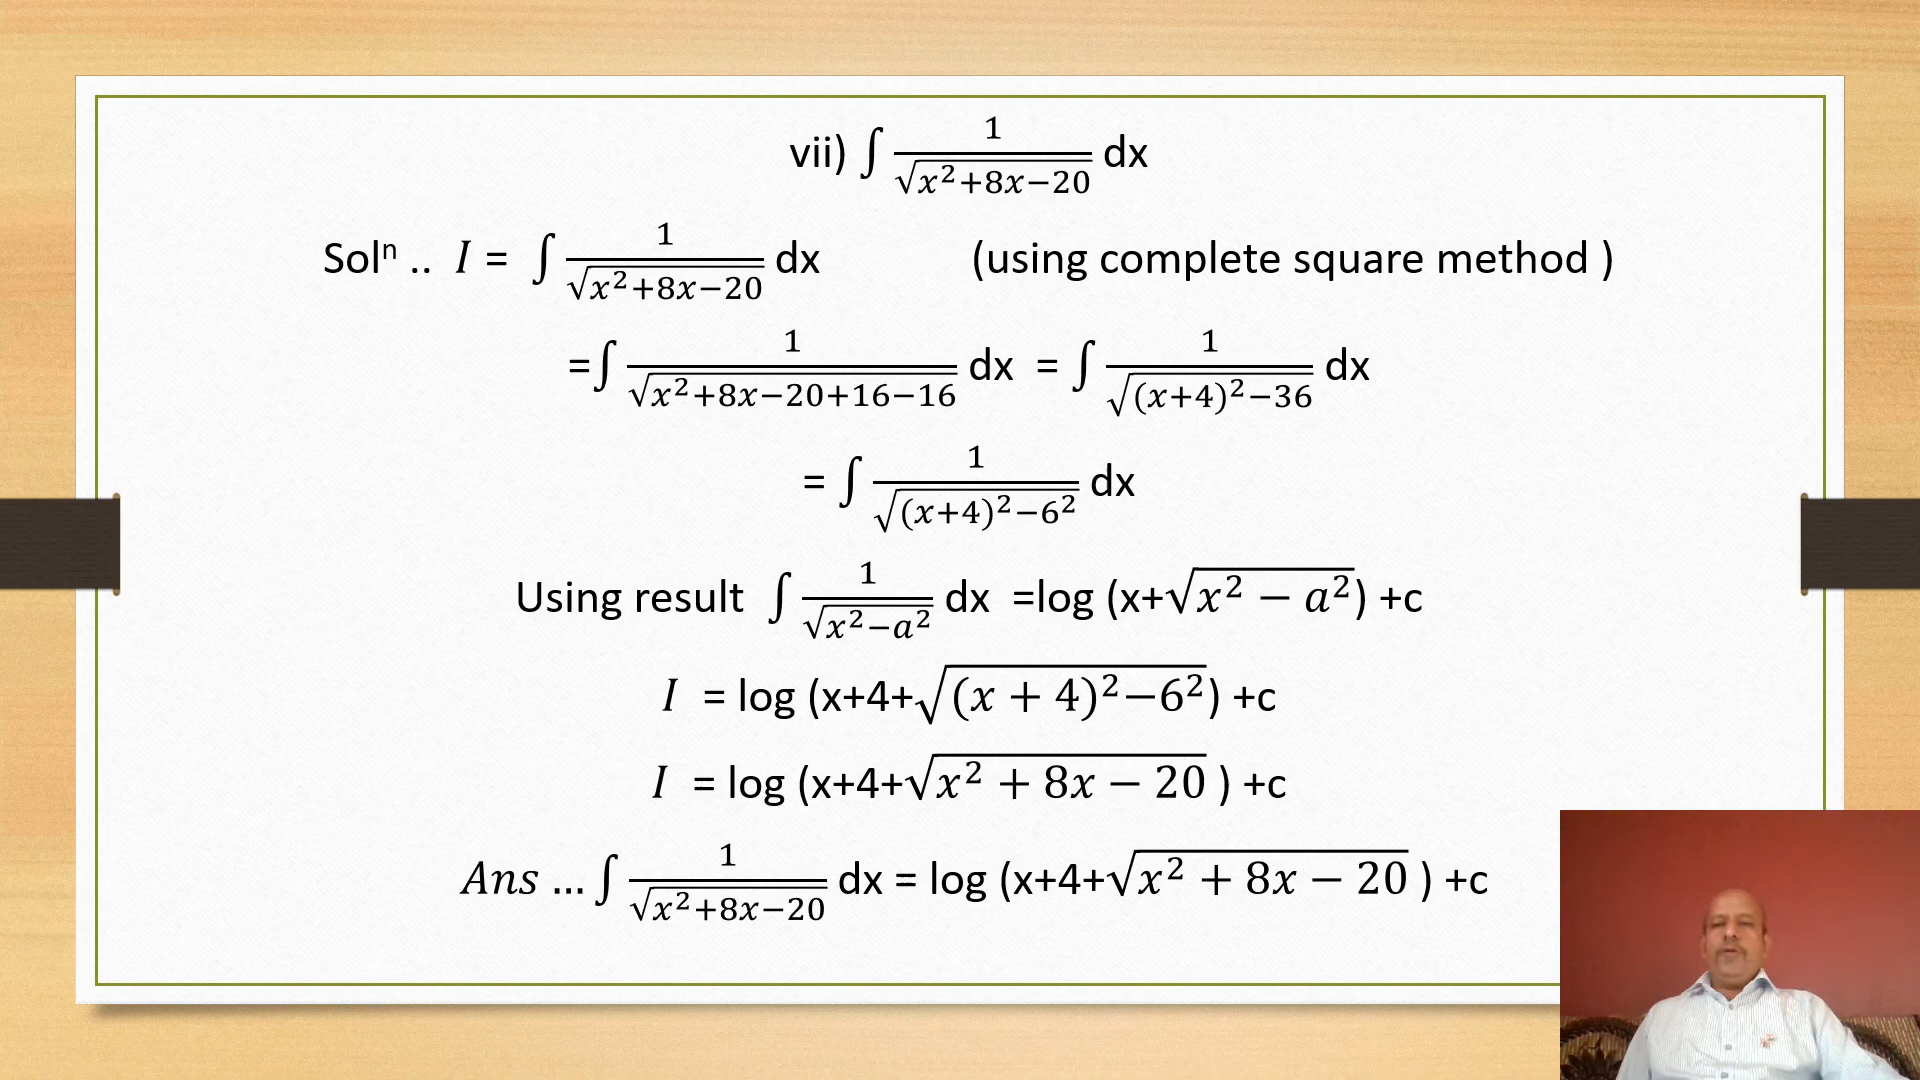 vii) ∫ 1/√(x²+8x−20) dx
Solⁿ .. I = ∫ 1/√(x²+8x−20) dx (using complete square method )
=∫ 1/√(x²+8x−20+16−16) dx = ∫ 1/√((x+4)²−36) dx
= ∫ 1/√((x+4)²−6²) dx
Using result ∫ 1/√(x²−a²) dx =log (x+√(x² − a²)) +c
I = log (x+4+√((x + 4)²−6²)) +c
I = log (x+4+√(x² + 8x − 20) ) +c
Ans ... ∫ 1/√(x²+8x−20) dx = log (x+4+√(x² + 8x − 20) ) +c